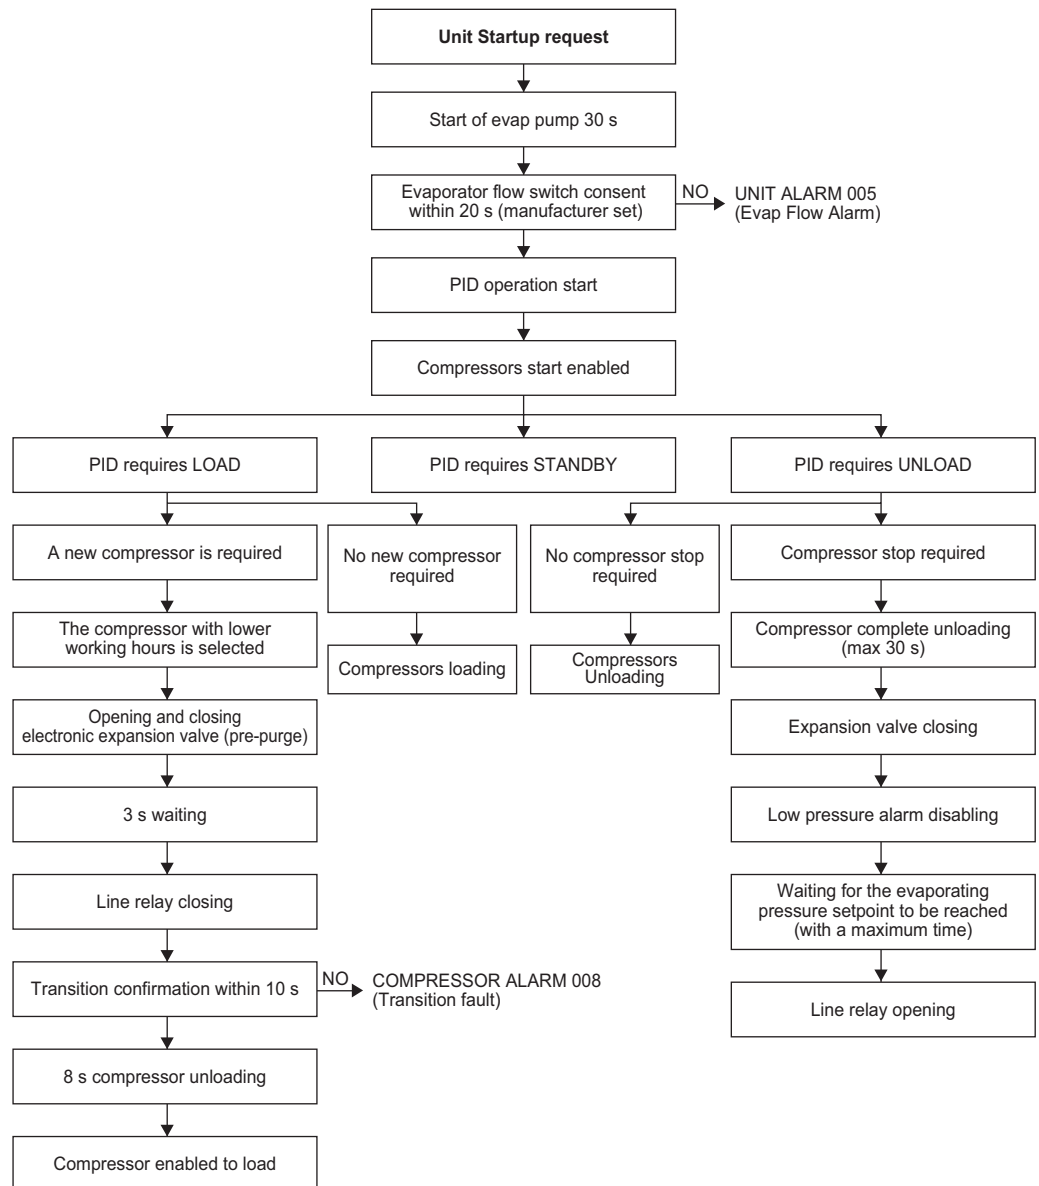 Unit Startup request
Start of evap pump 30 s
Evaporator flow switch consent
within 20 s (manufacturer set)
NO
UNIT ALARM 005
(Evap Flow Alarm)
PID operation start
Compressors start enabled
PID requires LOAD
PID requires STANDBY
PID requires UNLOAD
A new compressor is required
No new compressor
required
No compressor stop
required
Compressor stop required
The compressor with lower
working hours is selected
Compressors loading
Compressors
Unloading
Compressor complete unloading
(max 30 s)
Opening and closing
electronic expansion valve (pre-purge)
Expansion valve closing
3 s waiting
Low pressure alarm disabling
Line relay closing
Waiting for the evaporating
pressure setpoint to be reached
(with a maximum time)
Transition confirmation within 10 s
NO
COMPRESSOR ALARM 008
(Transition fault)
Line relay opening
8 s compressor unloading
Compressor enabled to load